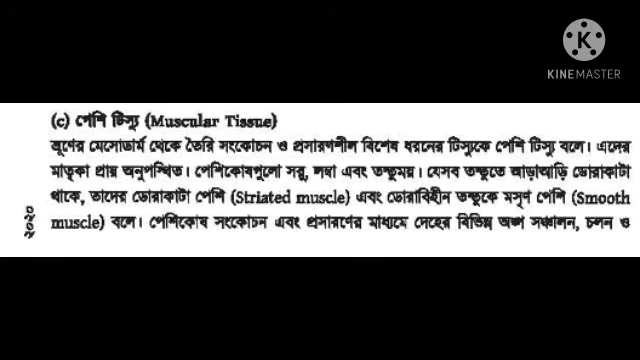 K
KINEMASTER
(c) পেশি টিস্যু (Muscular Tissue)
ভ্রূণের মেসোডার্ম থেকে তৈরি সংকোচন ও প্রসারণশীল বিশেষ ধরনের টিস্যুকে পেশি টিস্যু বলে। এদের
মাতৃকা প্রায় অনুপস্থিত। পেশিকোষগুলো সরু, লম্বা এবং তন্তুময়। যেসব তন্তুতে আড়াআড়ি ডোরাকাটা
থাকে, তাদের ডোরাকাটা পেশি (Striated muscle) এবং ডোরাবিহীন তন্তুকে মসৃণ পেশি (Smooth
muscle) বলে। পেশিকোষ সংকোচন এবং প্রসারণের মাধ্যমে দেহের বিভিন্ন অঙ্গ সঞ্চালন, চলন ও
২০২০